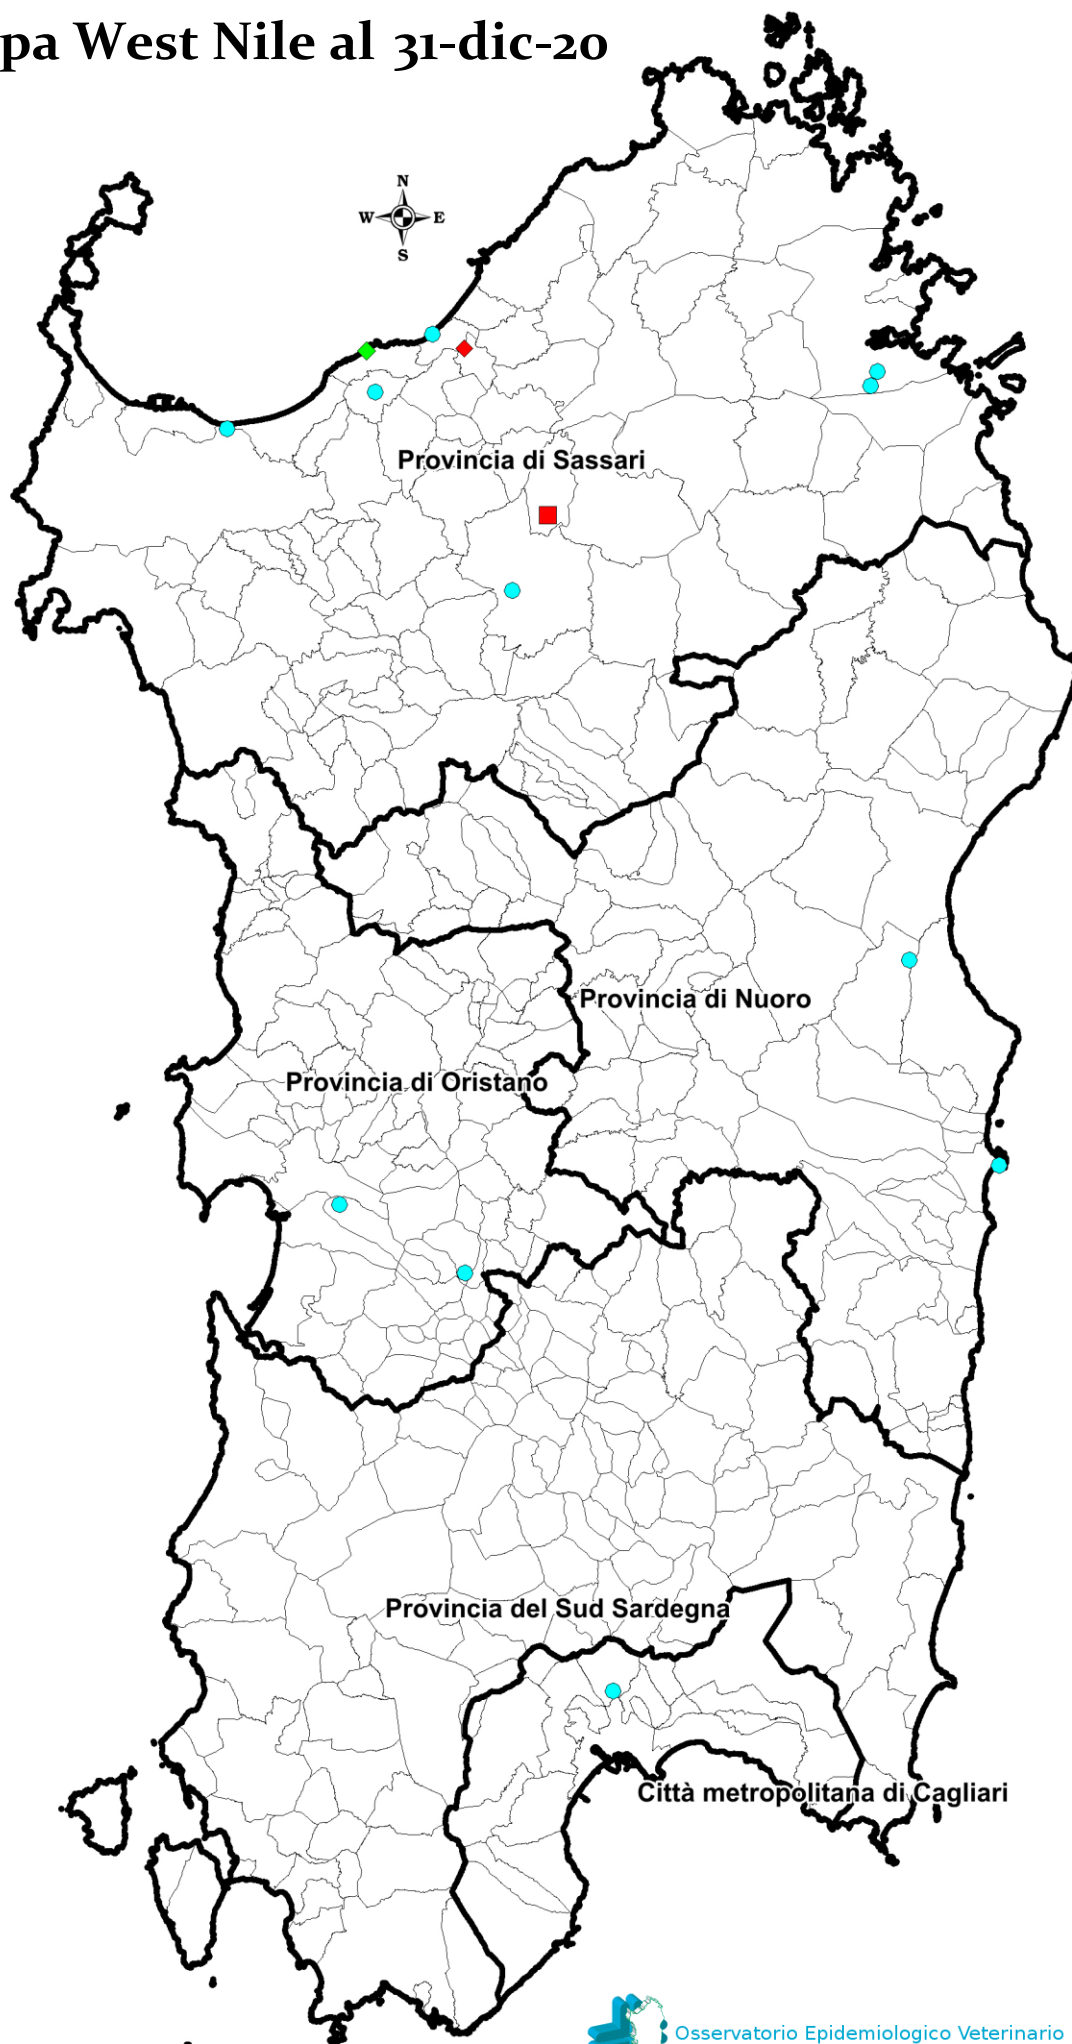 pa West Nile al 31-dic-20
N
W E
S
Provincia di Sassari
Provincia di Nuoro
Provincia di Oristano
Provincia del Sud Sardegna
Città metropolitana di Cagliari
Osservatorio Epidemiologico Veterinario